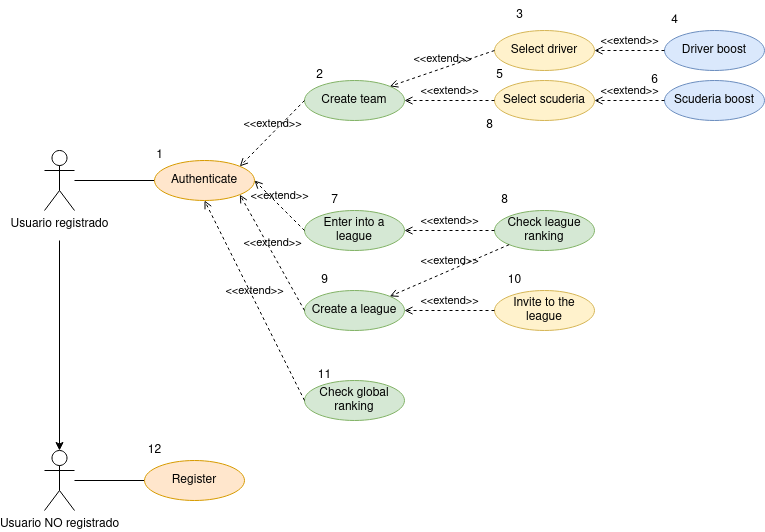 3
4
<<extend>>
Select driver
Driver boost
<<extend>>
2
5
6
<<extend>>
<<extend>>
Create team
Select scuderia
Scuderia boost
<<extend>>
8
1
Authenticate
<<extend>>
7
8
Usuario registrado
Enter into a
league
<<extend>>
Check league
ranking
<<extend>>
<<extend>>
9
10
<<extend>>
<<extend>>
Create a league
Invite to the
league
11
Check global
ranking
12
Register
Usuario NO registrado